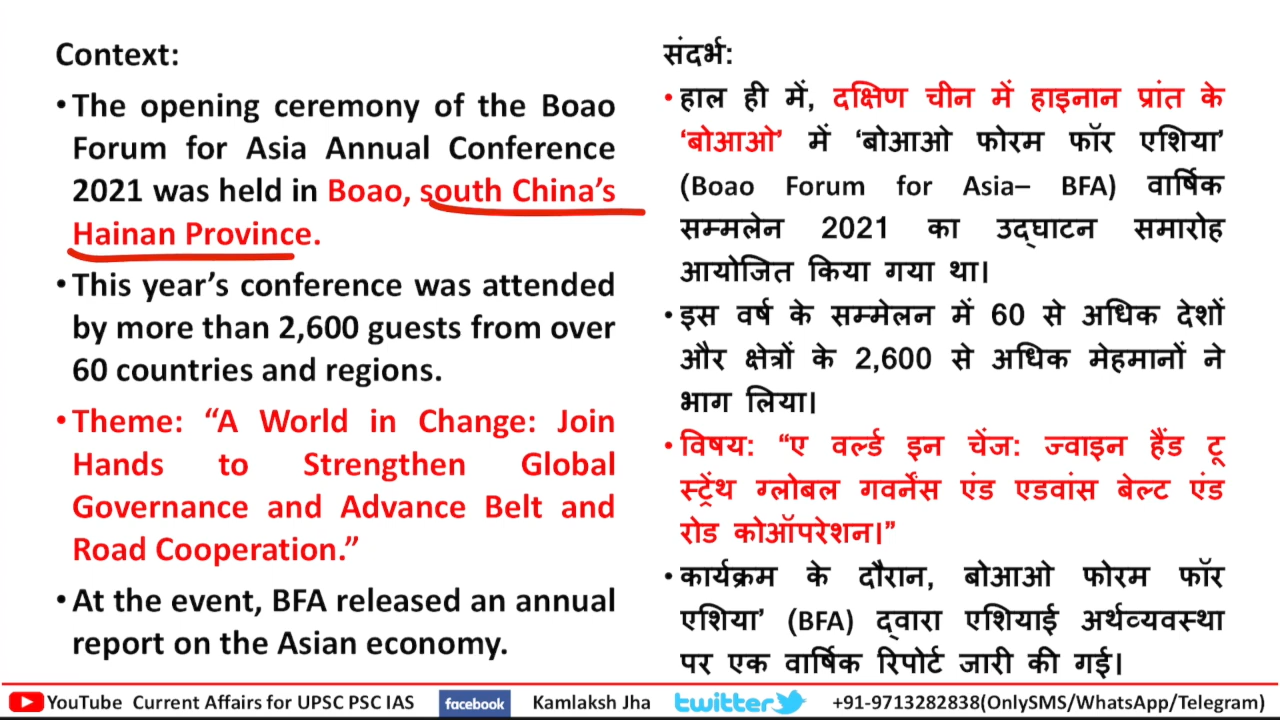 Context:
•The opening ceremony of the Boao
Forum for Asia Annual Conference
2021 was held in Boao, south China’s
Hainan Province.
•This year’s conference was attended
by more than 2,600 guests from over
60 countries and regions.
•Theme: “A World in Change: Join
Hands to Strengthen Global
Governance and Advance Belt and
Road Cooperation.”
•At the event, BFA released an annual
report on the Asian economy.
संदर्भ:
•हाल ही में, दक्षिण चीन में हाइनान प्रांत के
‘बोआओ’ में ‘बोआओ फोरम फॉर एशिया’
(Boao Forum for Asia– BFA) वार्षिक
सम्मलेन 2021 का उद्घाटन समारोह
आयोजित किया गया था।
•इस वर्ष के सम्मेलन में 60 से अधिक देशों
और क्षेत्रों के 2,600 से अधिक मेहमानों ने
भाग लिया।
•विषय: “ए वर्ल्ड इन चेंज: ज्वाइन हैंड टू
स्ट्रेंथ ग्लोबल गवर्नेंस एंड एडवांस बेल्ट एंड
रोड कोऑपरेशन।”
•कार्यक्रम के दौरान, बोआओ फोरम फॉर
एशिया’ (BFA) द्वारा एशियाई अर्थव्यवस्था
पर एक वार्षिक रिपोर्ट जारी की गई।
YouTube Current Affairs for UPSC PSC IAS facebook Kamlaksh Jha twitter +91-9713282838(OnlySMS/WhatsApp/Telegram)